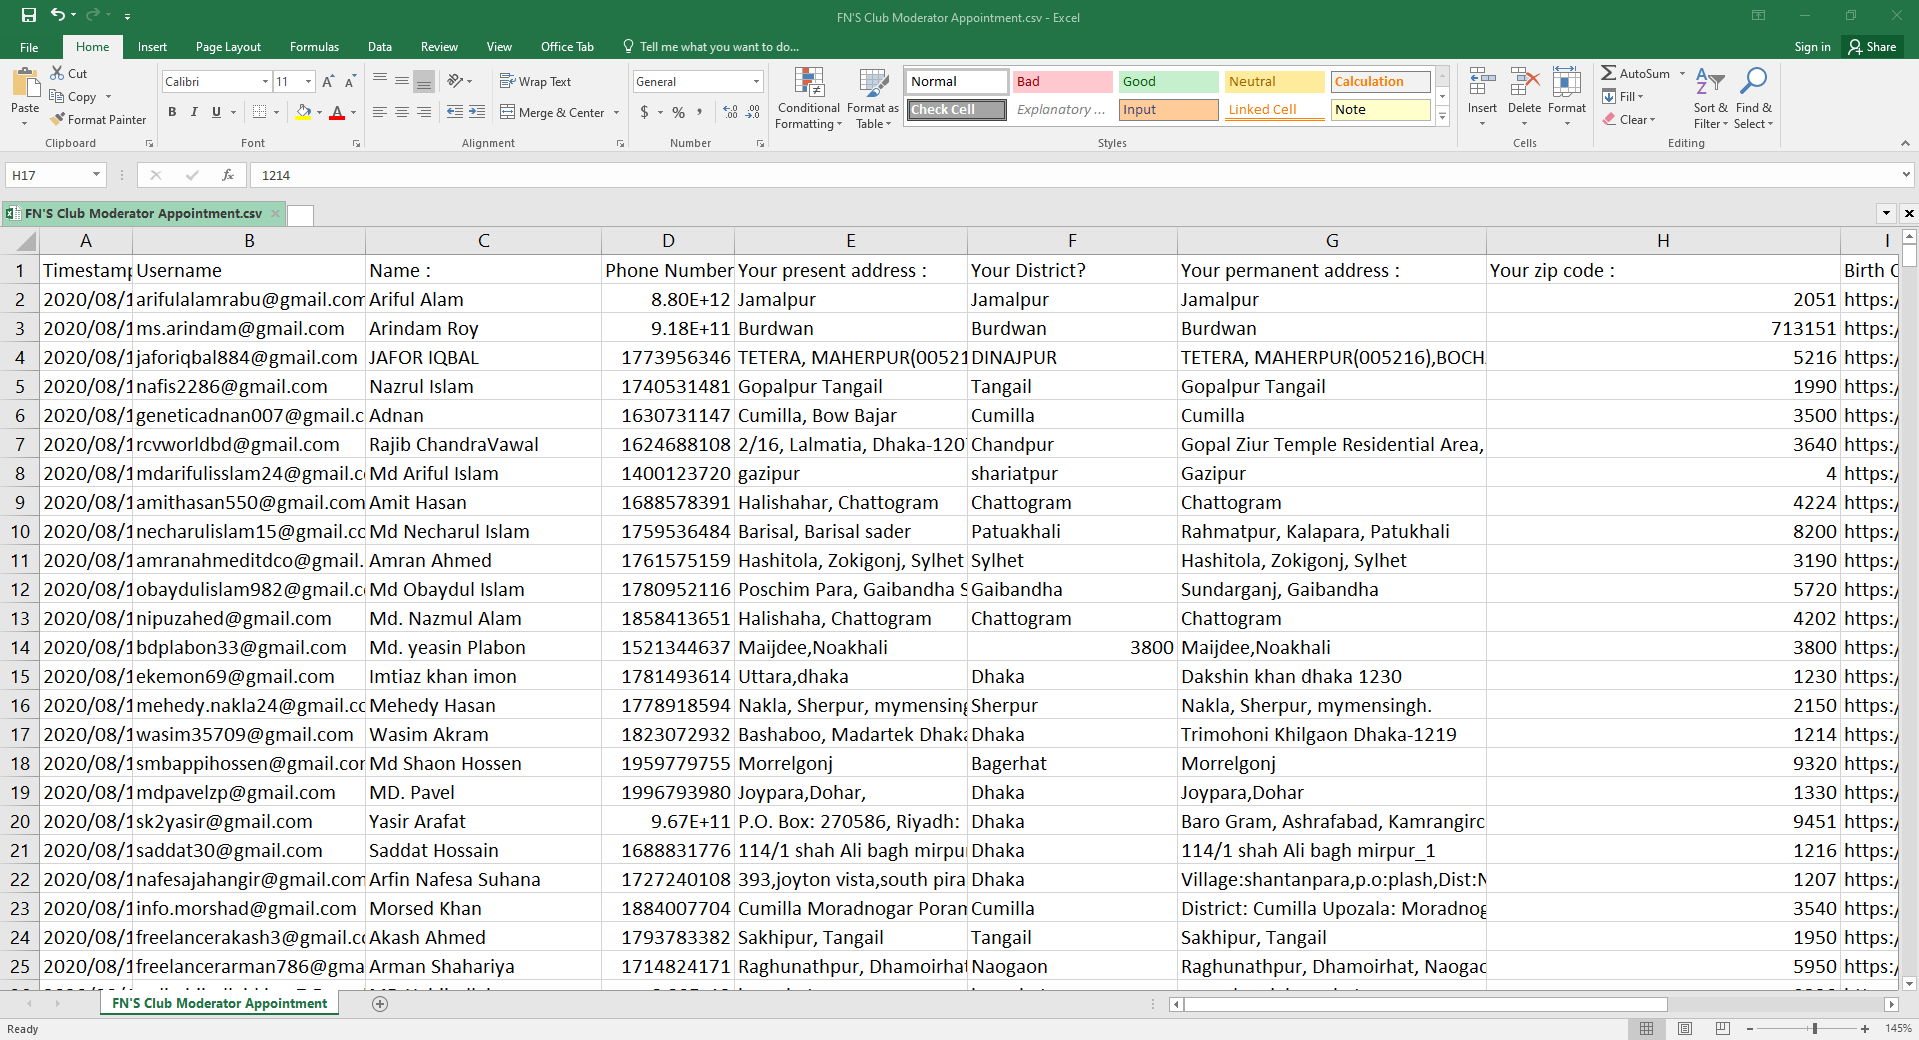 FN'S Club Moderator Appointment.csv - Excel
File Home Insert Page Layout Formulas Data Review View Office Tab Tell me what you want to do... Sign in Share
Cut
Copy
Format Painter
Paste
Clipboard
Calibri 11
B I U
Font
Wrap Text
Merge & Center
Alignment
General
$ % ,
Number
Conditional Formatting
Format as Table
Normal Bad Good Neutral Calculation
Check Cell Explanatory ... Input Linked Cell Note
Styles
Insert Delete Format
Cells
AutoSum
Fill
Clear
Sort & Filter
Find & Select
Editing
H17 fx 1214
FN'S Club Moderator Appointment.csv
A B C D E F G H I
1 Timestamp Username Name : Phone Number Your present address : Your District? Your permanent address : Your zip code : Birth C
2 2020/08/1 arifulalamrabu@gmail.com Ariful Alam 8.80E+12 Jamalpur Jamalpur Jamalpur 2051 https:/
3 2020/08/1 ms.arindam@gmail.com Arindam Roy 9.18E+11 Burdwan Burdwan Burdwan 713151 https:/
4 2020/08/1 jaforiqbal884@gmail.com JAFOR IQBAL 1773956346 TETERA, MAHERPUR(00521 DINAJPUR TETERA, MAHERPUR(005216),BOCH 5216 https:/
5 2020/08/1 nafis2286@gmail.com Nazrul Islam 1740531481 Gopalpur Tangail Tangail Gopalpur Tangail 1990 https:/
6 2020/08/1 geneticadnan007@gmail.c Adnan 1630731147 Cumilla, Bow Bajar Cumilla Cumilla 3500 https:/
7 2020/08/1 rcvworldbd@gmail.com Rajib ChandraVawal 1624688108 2/16, Lalmatia, Dhaka-120 Chandpur Gopal Ziur Temple Residential Area, 3640 https:/
8 2020/08/1 mdarifulisslam24@gmail.c Md Ariful Islam 1400123720 gazipur shariatpur Gazipur 4 https:/
9 2020/08/1 amithasan550@gmail.com Amit Hasan 1688578391 Halishahar, Chattogram Chattogram Chattogram 4224 https:/
10 2020/08/1 necharulislam15@gmail.cc Md Necharul Islam 1759536484 Barisal, Barisal sader Patuakhali Rahmatpur, Kalapara, Patukhali 8200 https:/
11 2020/08/1 amranahmeditdco@gmail. Amran Ahmed 1761575159 Hashitola, Zokigonj, Sylhet Sylhet Hashitola, Zokigonj, Sylhet 3190 https:/
12 2020/08/1 obaydulislam982@gmail.c Md Obaydul Islam 1780952116 Poschim Para, Gaibandha S Gaibandha Sundarganj, Gaibandha 5720 https:/
13 2020/08/1 nipuzahed@gmail.com Md. Nazmul Alam 1858413651 Halishaha, Chattogram Chattogram Chattogram 4202 https:/
14 2020/08/1 bdplabon33@gmail.com Md. yeasin Plabon 1521344637 Maijdee,Noakhali 3800 Maijdee,Noakhali 3800 https:/
15 2020/08/1 ekemon69@gmail.com Imtiaz khan imon 1781493614 Uttara,dhaka Dhaka Dakshin khan dhaka 1230 1230 https:/
16 2020/08/1 mehedy.nakla24@gmail.cc Mehedy Hasan 1778918594 Nakla, Sherpur, mymensing Sherpur Nakla, Sherpur, mymensingh. 2150 https:/
17 2020/08/1 wasim35709@gmail.com Wasim Akram 1823072932 Bashaboo, Madartek Dhaka Dhaka Trimohoni Khilgaon Dhaka-1219 1214 https:/
18 2020/08/1 smbappihossen@gmail.cor Md Shaon Hossen 1959779755 Morrelgonj Bagerhat Morrelgonj 9320 https:/
19 2020/08/1 mdpavelzp@gmail.com MD. Pavel 1996793980 Joypara,Dohar, Dhaka Joypara,Dohar 1330 https:/
20 2020/08/1 sk2yasir@gmail.com Yasir Arafat 9.67E+11 P.O. Box: 270586, Riyadh: Dhaka Baro Gram, Ashrafabad, Kamrangirc 9451 https:/
21 2020/08/1 saddat30@gmail.com Saddat Hossain 1688831776 114/1 shah Ali bagh mirpu Dhaka 114/1 shah Ali bagh mirpur_1 1216 https:/
22 2020/08/1 nafesajahangir@gmail.com Arfin Nafesa Suhana 1727240108 393,joyton vista,south pira Dhaka Village:shantanpara,p.o:plash,Dist:N 1207 https:/
23 2020/08/1 info.morshad@gmail.com Morsed Khan 1884007704 Cumilla Moradnogar Poran Cumilla District: Cumilla Upozala: Moradnog 3540 https:/
24 2020/08/1 freelancerakash3@gmail.cc Akash Ahmed 1793783382 Sakhipur, Tangail Tangail Sakhipur, Tangail 1950 https:/
25 2020/08/1 freelancerarman786@gma Arman Shahariya 1714824171 Raghunathpur, Dhamoirhat Naogaon Raghunathpur, Dhamoirhat, Naogac 5950 https:/
FN'S Club Moderator Appointment
Ready 145%